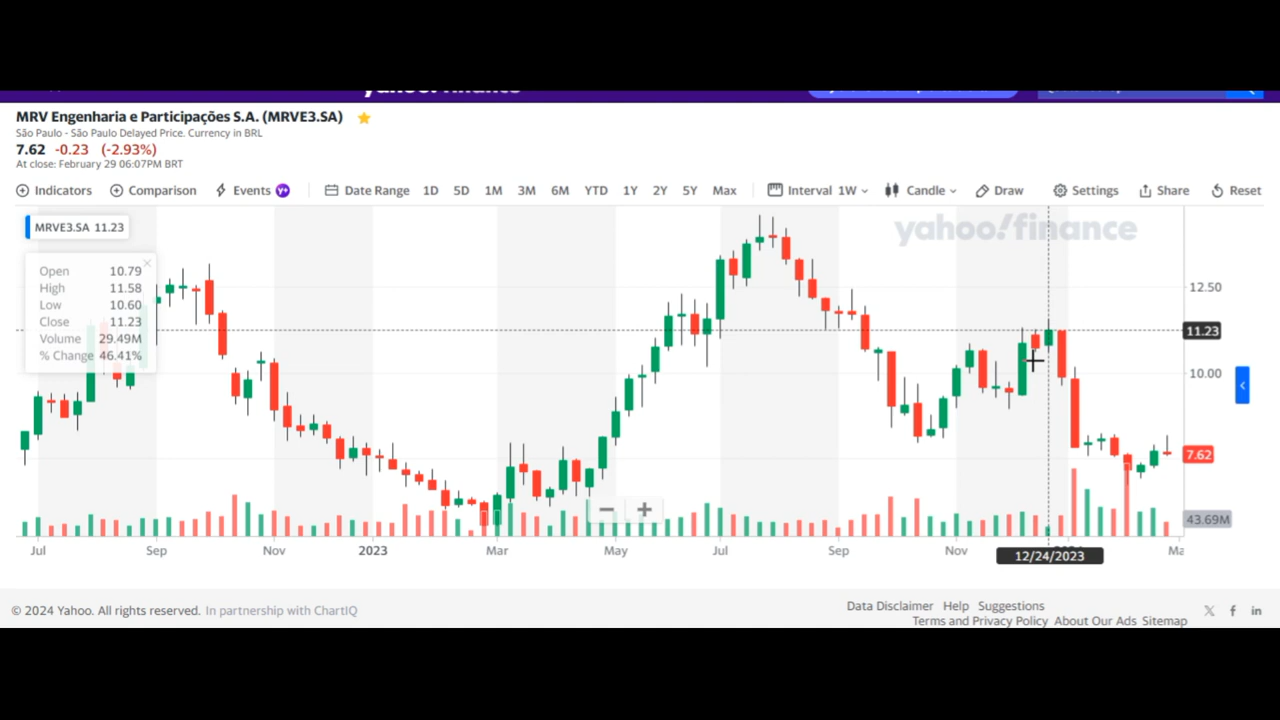 MRV Engenharia e Participações S.A. (MRVE3.SA)
São Paulo - São Paulo Delayed Price. Currency in BRL
7.62 -0.23 (-2.93%)
At close: February 29 06:07PM BRT
Indicators Comparison Events Y+ Date Range 1D 5D 1M 3M 6M YTD 1Y 2Y 5Y Max Interval 1W Candle Draw Settings Share Reset
MRVE3.SA 11.23
yahoo!finance
Open 10.79
High 11.58
Low 10.60
Close 11.23
Volume 29.49M
% Change 46.41%
12.50
11.23
10.00
7.62
43.69M
Jul Sep Nov 2023 Mar May Jul Sep Nov
12/24/2023
© 2024 Yahoo. All rights reserved. In partnership with ChartIQ
Data Disclaimer Help Suggestions
Terms and Privacy Policy About Our Ads Sitemap